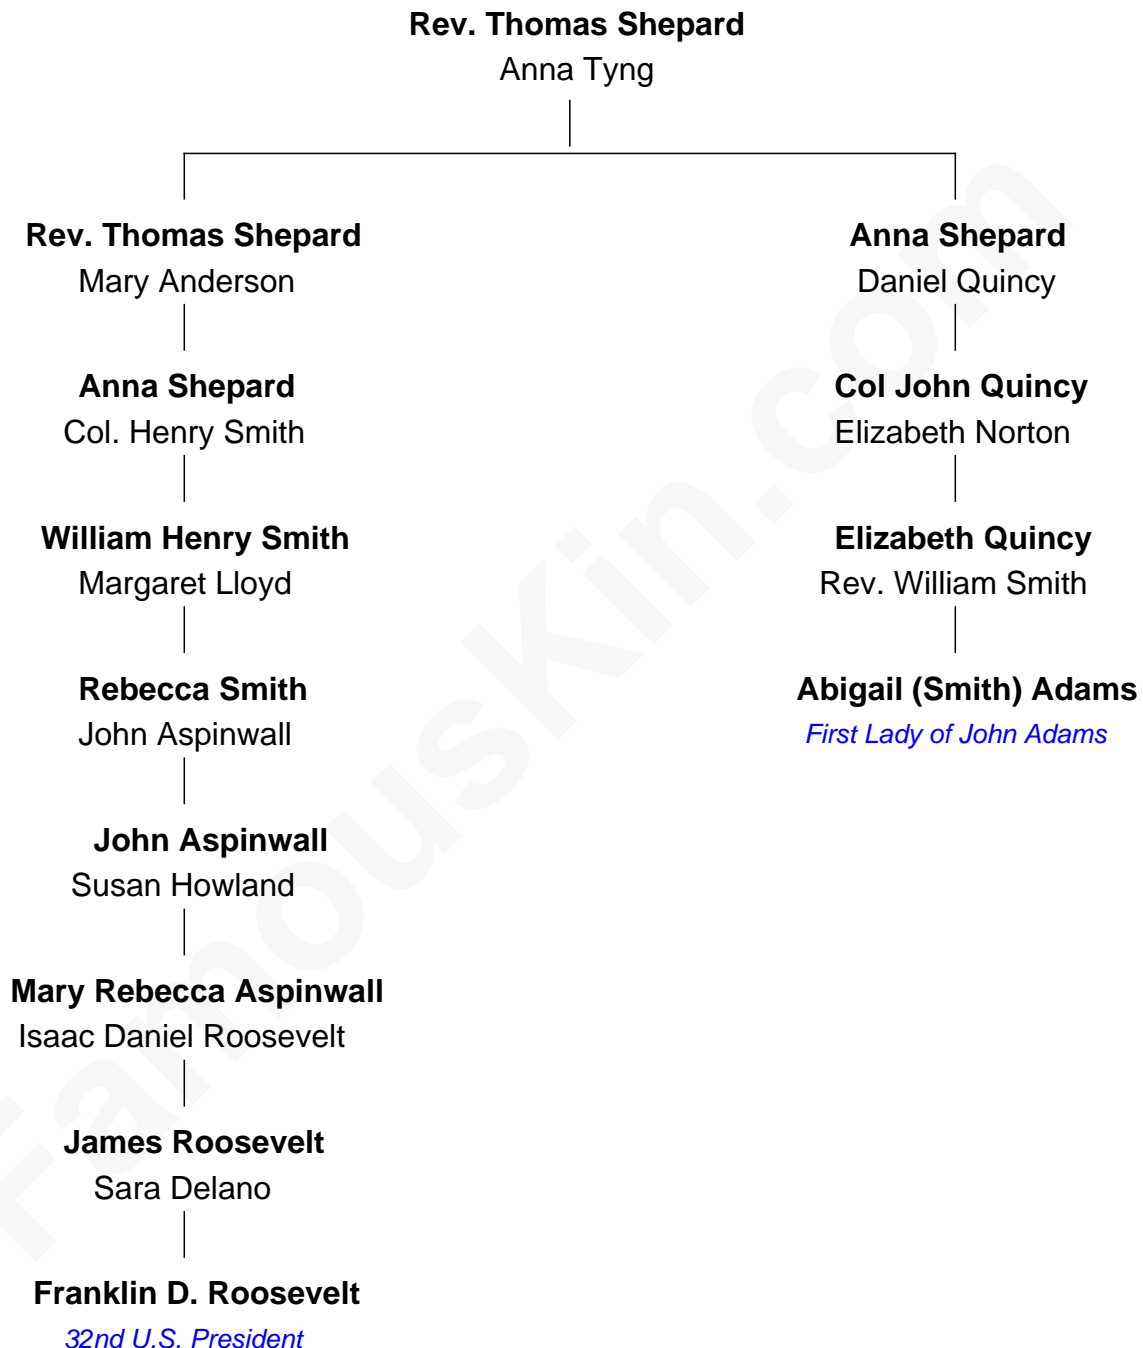 Rev. Thomas Shepard
Anna Tyng
Rev. Thomas Shepard
Mary Anderson
Anna Shepard
Col. Henry Smith
William Henry Smith
Margaret Lloyd
Rebecca Smith
John Aspinwall
John Aspinwall
Susan Howland
Mary Rebecca Aspinwall
Isaac Daniel Roosevelt
James Roosevelt
Sara Delano
Franklin D. Roosevelt
32nd U.S. President
Anna Shepard
Daniel Quincy
Col John Quincy
Elizabeth Norton
Elizabeth Quincy
Rev. William Smith
Abigail (Smith) Adams
First Lady of John Adams
FamousKin.com